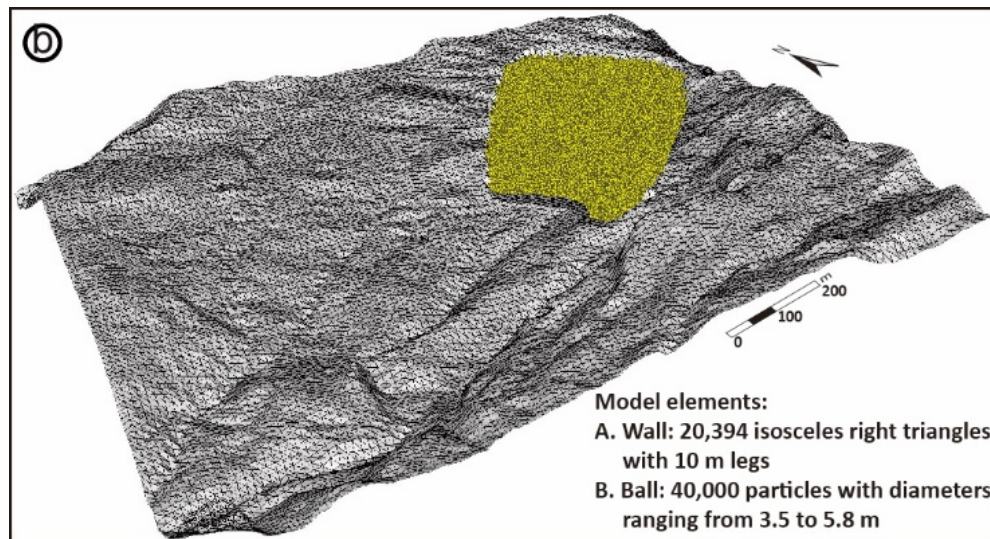 b
N
m
200
100
0
Model elements:
A. Wall: 20,394 isosceles right triangles
with 10 m legs
B. Ball: 40,000 particles with diameters
ranging from 3.5 to 5.8 m